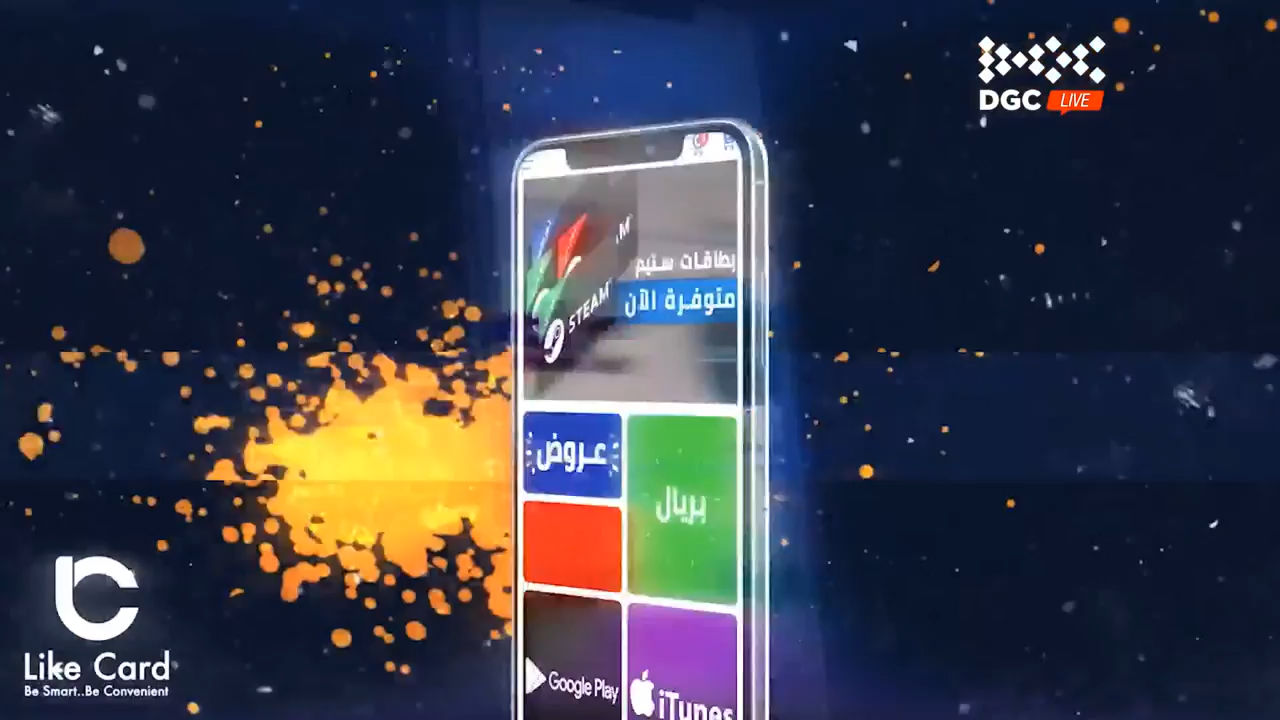 DGC LIVE
بطاقات ستيم
متوفرة الآن
STEAM
عروض
بريال
Google Play
iTunes
Like Card
Be Smart..Be Convenient